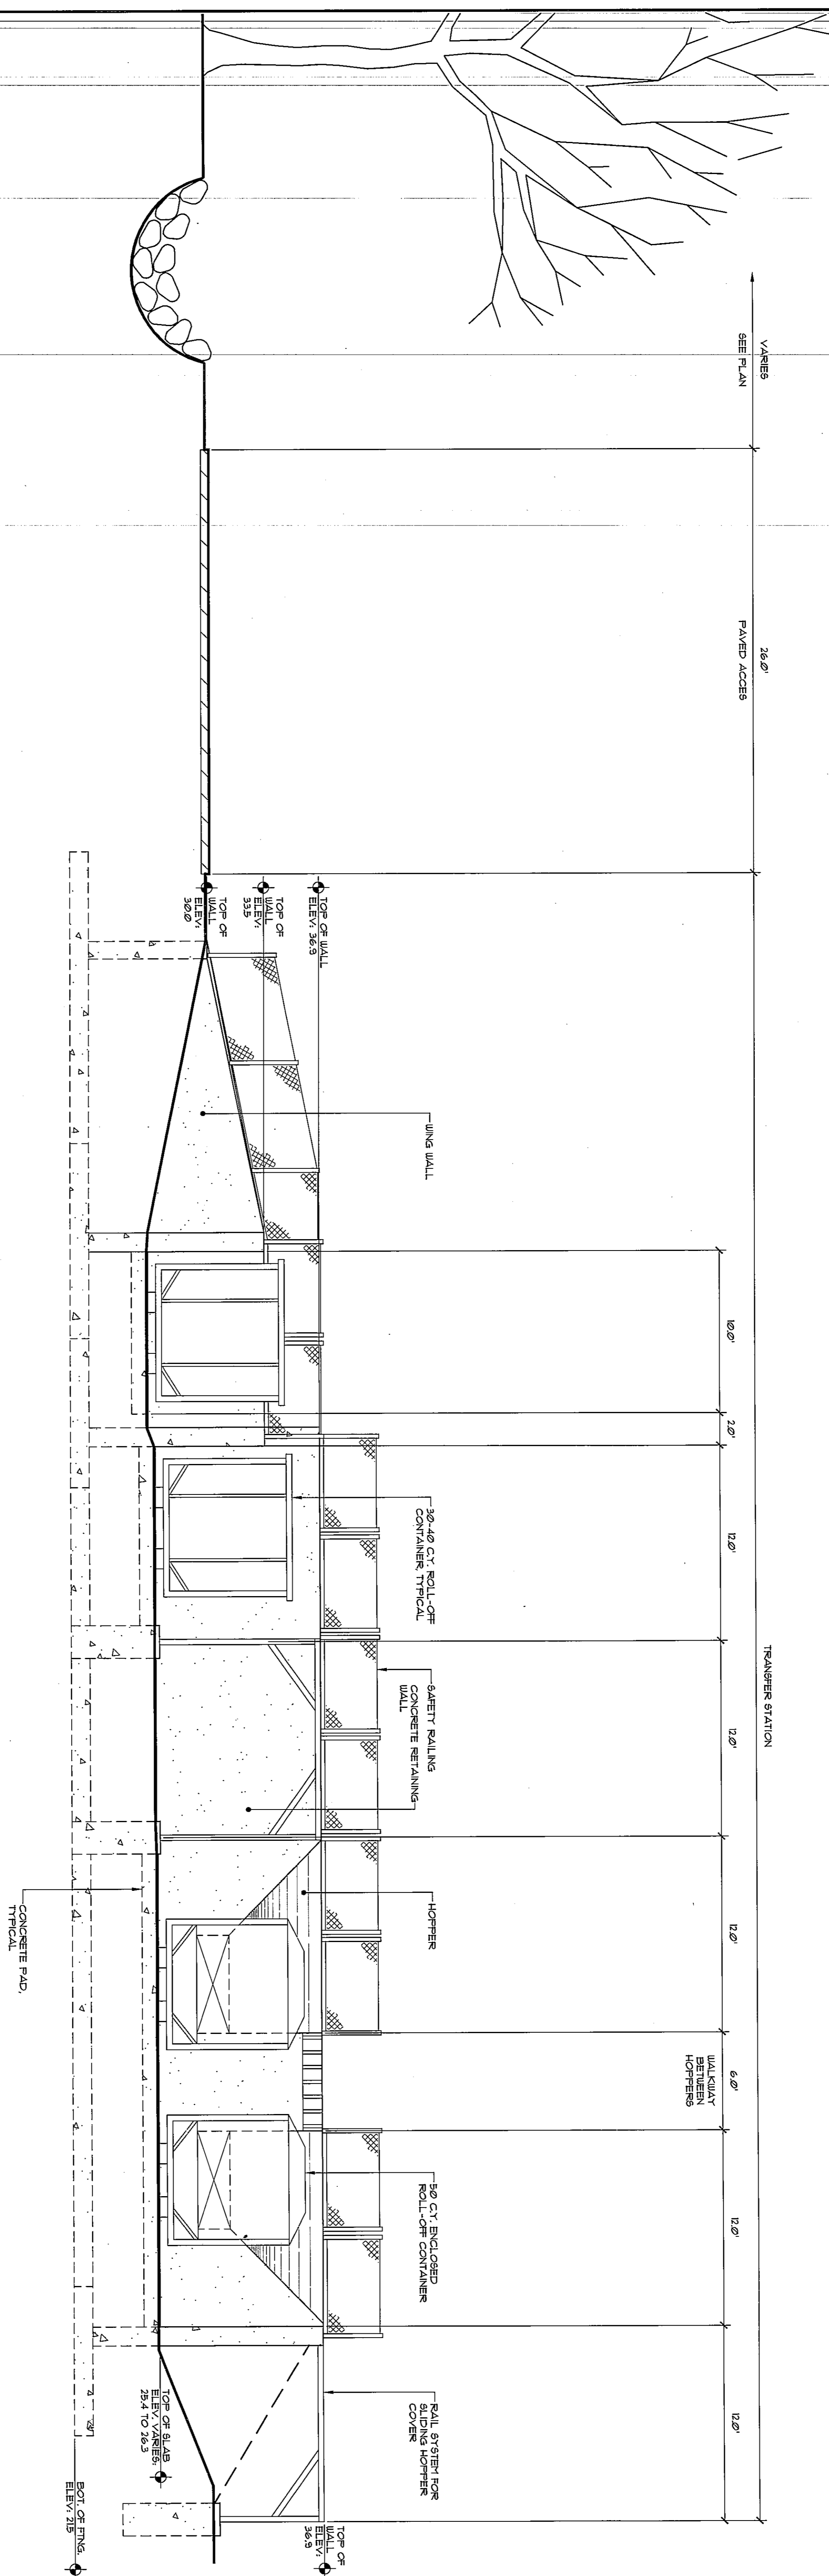 VARIES
SEE PLAN
26.0'
PAVED ACCES
TRANSFER STATION
10.0'
2.0'
12.0'
12.0'
12.0'
6.0'
WALKWAY
BETWEEN
HOPPERS
12.0'
12.0'
TOP OF WALL
ELEV: 36.9
TOP OF
WALL
ELEV:
33.5
TOP OF
WALL
ELEV:
30.0
WING WALL
30-40 C.Y. ROLL-OFF
CONTAINER, TYPICAL
SAFETY RAILING
CONCRETE RETAINING
WALL
HOPPER
50 C.Y. ENCLOSED
ROLL-OFF CONTAINER
RAIL SYSTEM FOR
SLIDING HOPPER
COVER
TOP OF
WALL
ELEV:
36.9
CONCRETE PAD,
TYPICAL
TOP OF SLAB
ELEV. VARIES:
25.4 TO 26.3
BOT. OF FTNG.
ELEV: 21.5